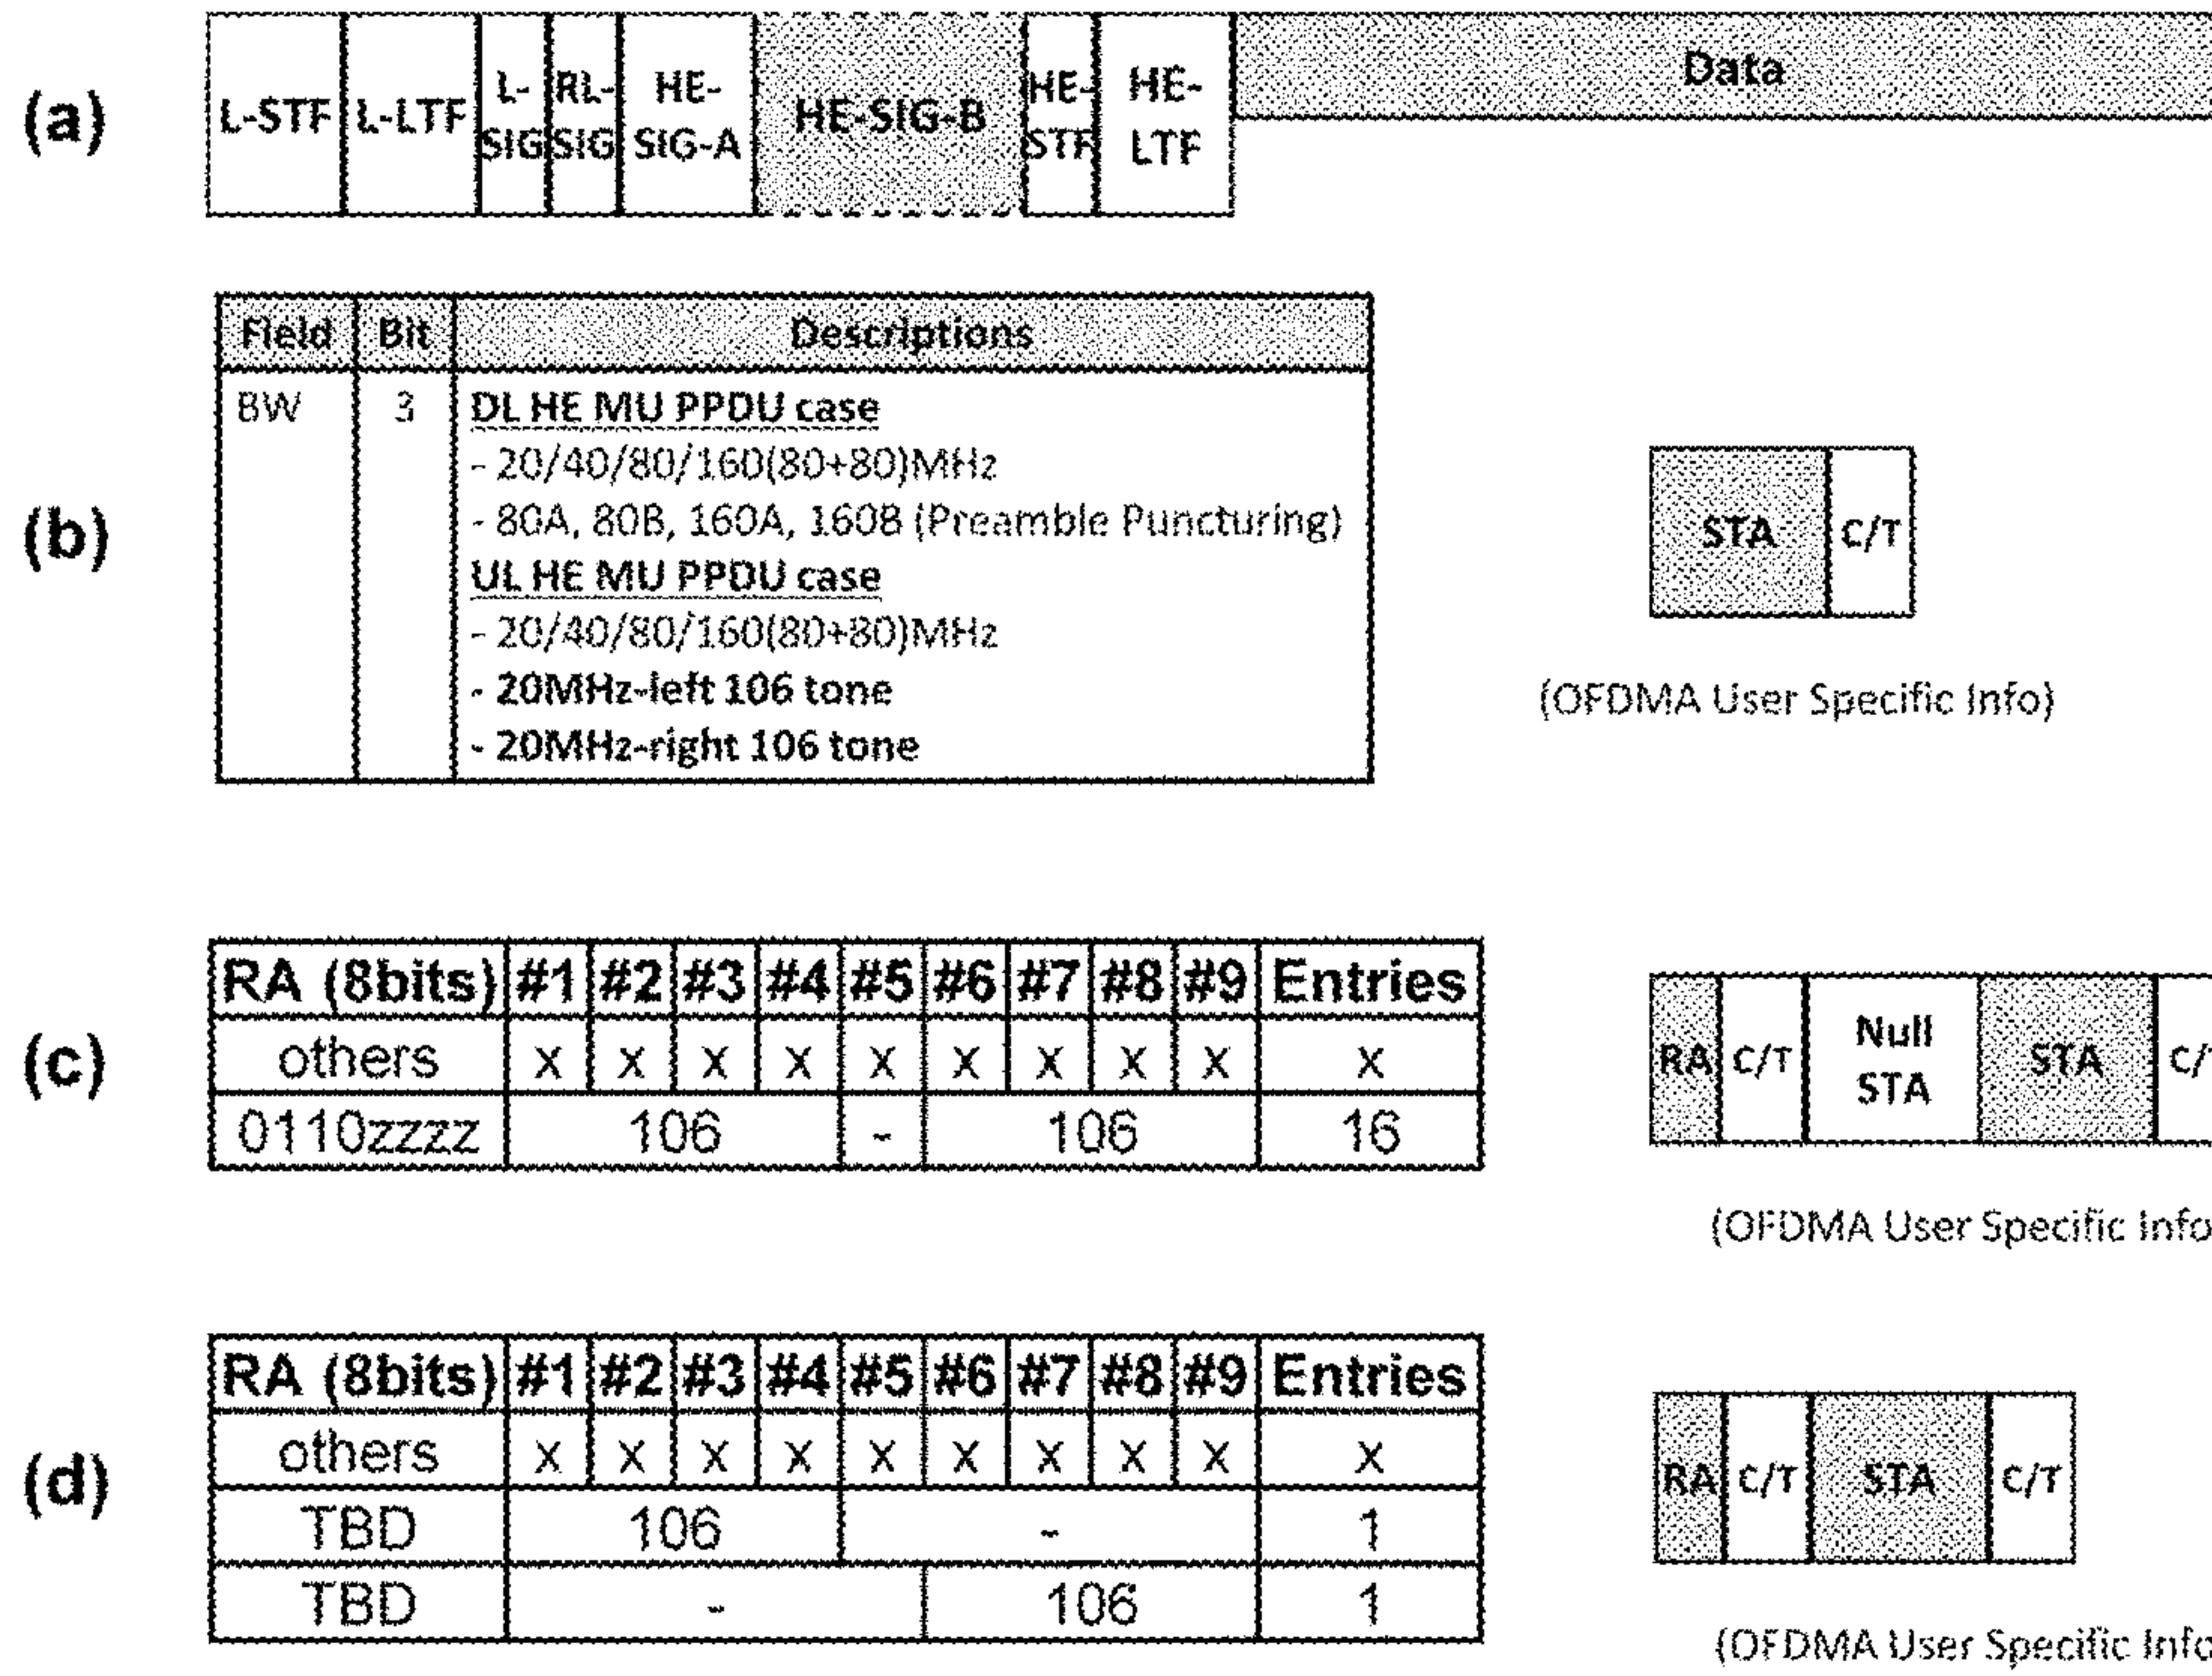 (a)
L-STF L-LTF L-SIG RL-SIG HE-SIG-A HE-SIG-B HE-STF HE-LTF Data
(b)
Field Bit Descriptions
BW 3 DL HE MU PPDU case
- 20/40/80/160(80+80)MHz
- 80A, 80B, 160A, 160B (Preamble Puncturing)
UL HE MU PPDU case
- 20/40/80/160(80+80)MHz
- 20MHz-left 106 tone
- 20MHz-right 106 tone
STA C/T
(OFDMA User Specific Info)
(c)
RA (8bits) #1 #2 #3 #4 #5 #6 #7 #8 #9 Entries
others x x x x x x x x x x
0110zzzz 106 - 106 16
RA C/T Null STA STA C/
(OFDMA User Specific Info
(d)
RA (8bits) #1 #2 #3 #4 #5 #6 #7 #8 #9 Entries
others x x x x x x x x x x
TBD 106 - 1
TBD - 106 1
RA C/T STA C/T
(OFDMA User Specific Info